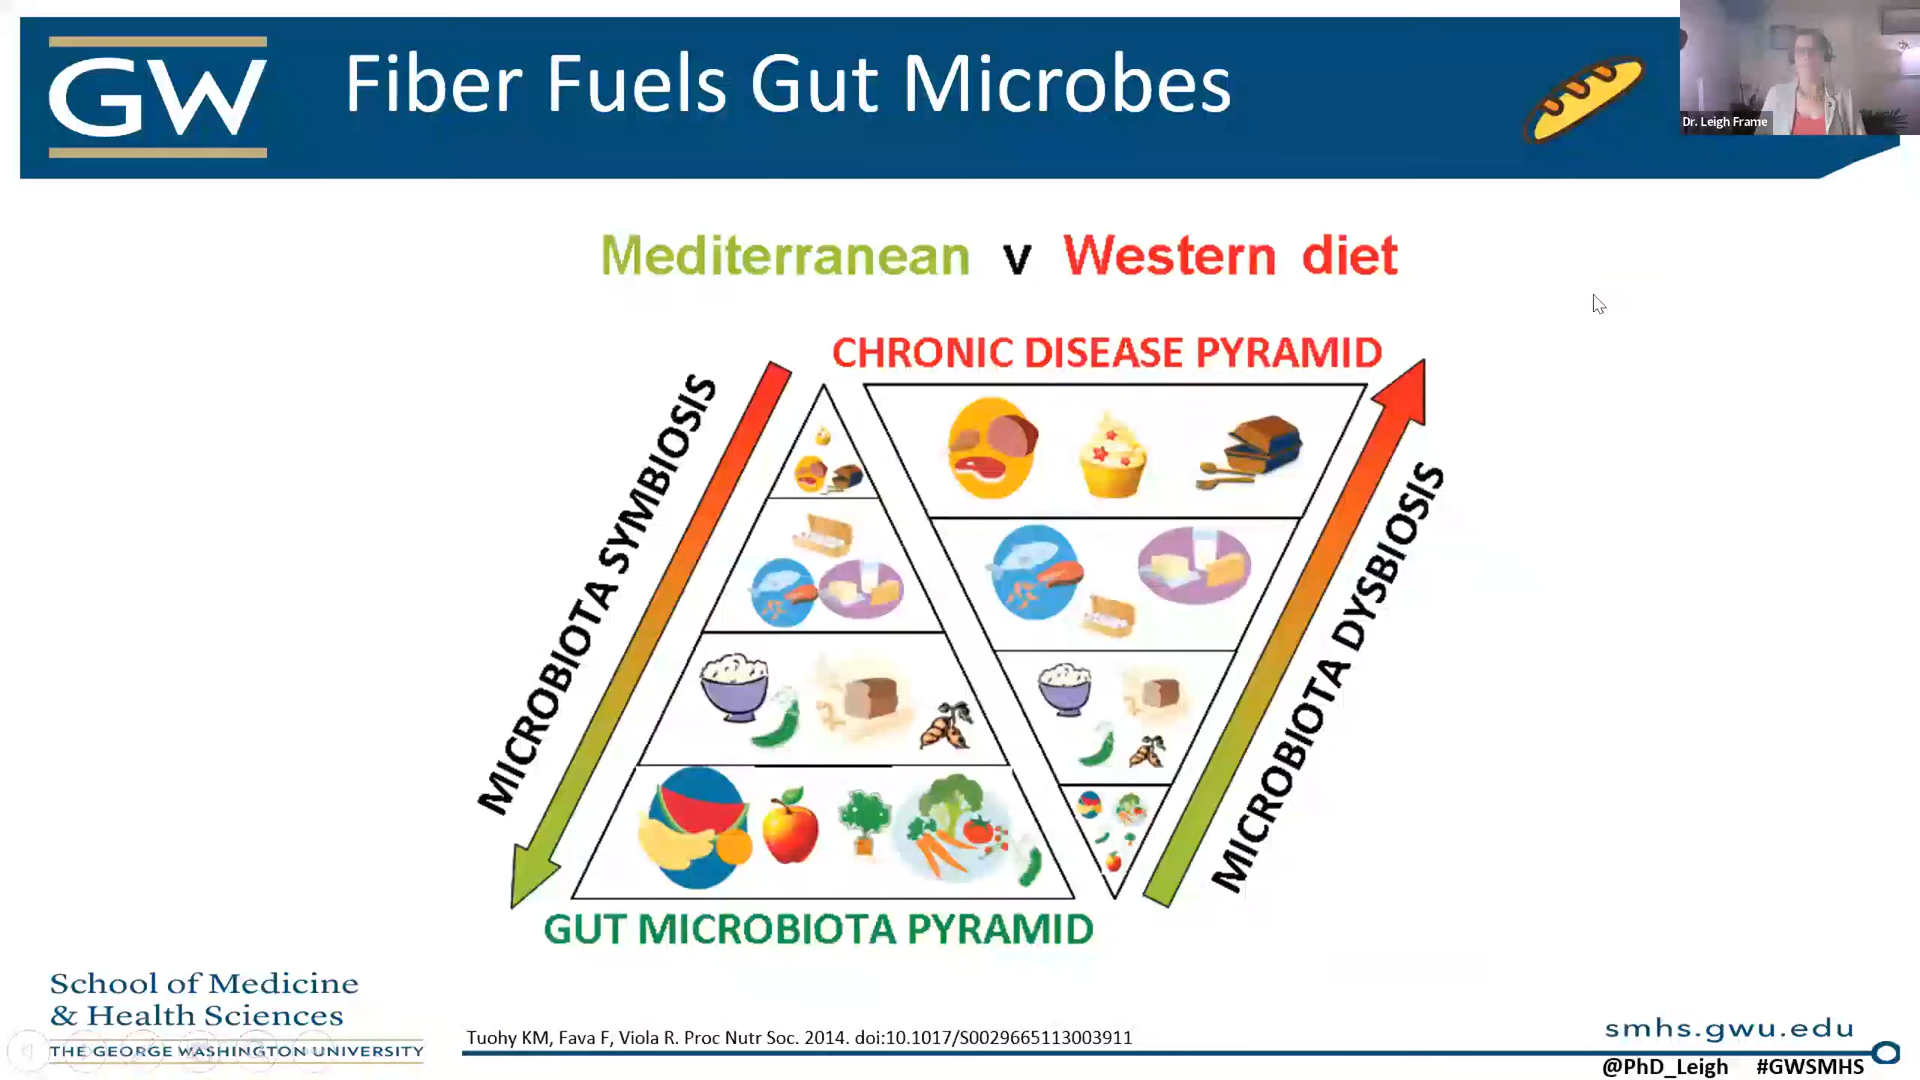 GW
Fiber Fuels Gut Microbes
Dr. Leigh Frame
Mediterranean v Western diet
CHRONIC DISEASE PYRAMID
MICROBIOTA SYMBIOSIS
MICROBIOTA DYSBIOSIS
GUT MICROBIOTA PYRAMID
School of Medicine
& Health Sciences
THE GEORGE WASHINGTON UNIVERSITY
Tuohy KM, Fava F, Viola R. Proc Nutr Soc. 2014. doi:10.1017/S0029665113003911
smhs.gwu.edu
@PhD_Leigh #GWSMHS